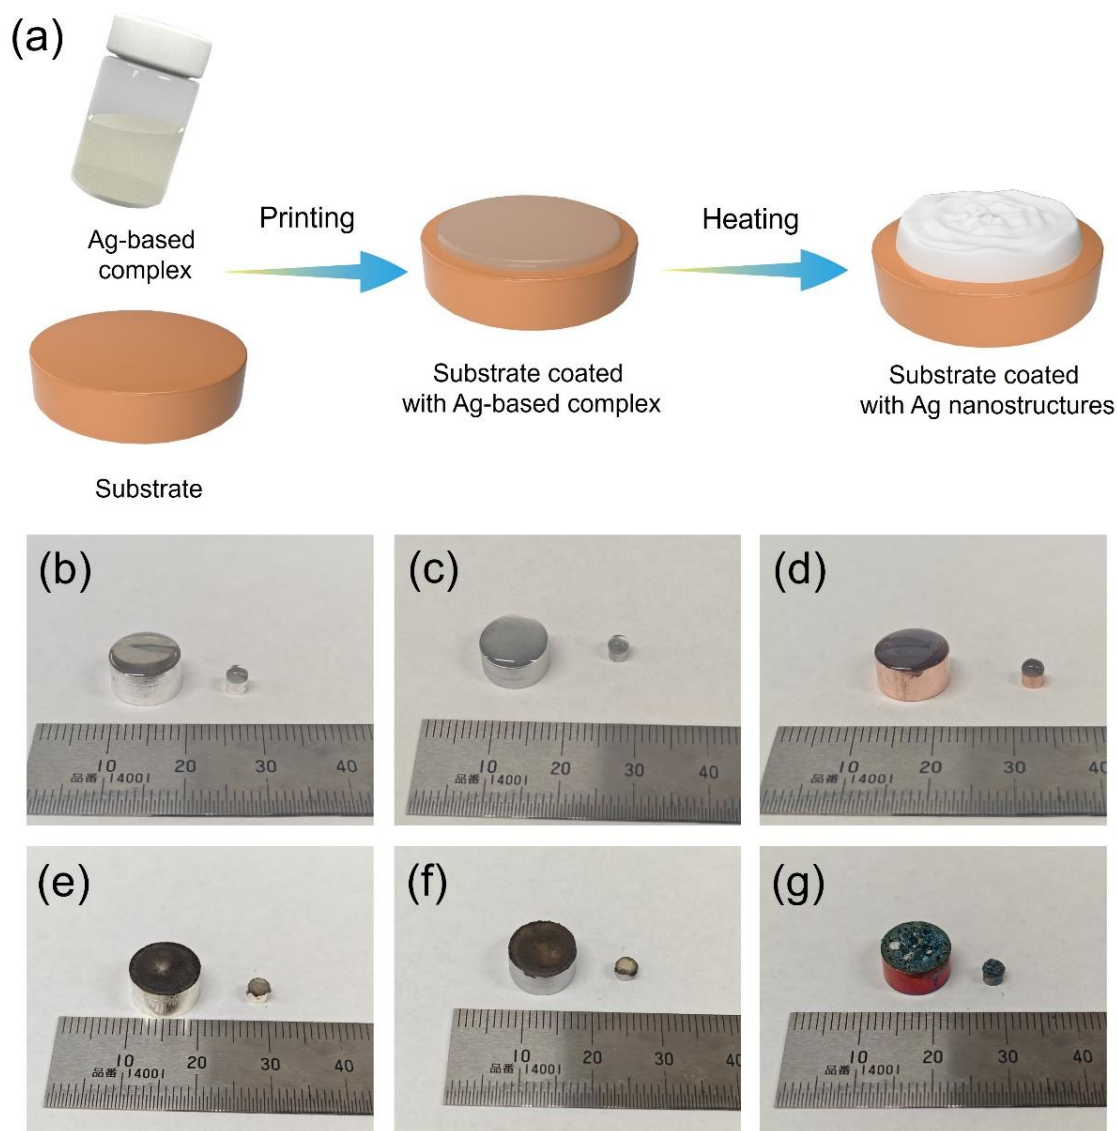 (a)
Ag-based
complex
Printing
Heating
Substrate coated
with Ag-based complex
Substrate coated
with Ag nanostructures
Substrate
(b)
10 20 30 40
品番 14001
(c)
10 20 30 40
品番 14001
(d)
10 20 30 40
品番 14001
(e)
10 20 30 40
品番 14001
(f)
10 20 30 40
品番 14001
(g)
10 20 30 40
品番 14001